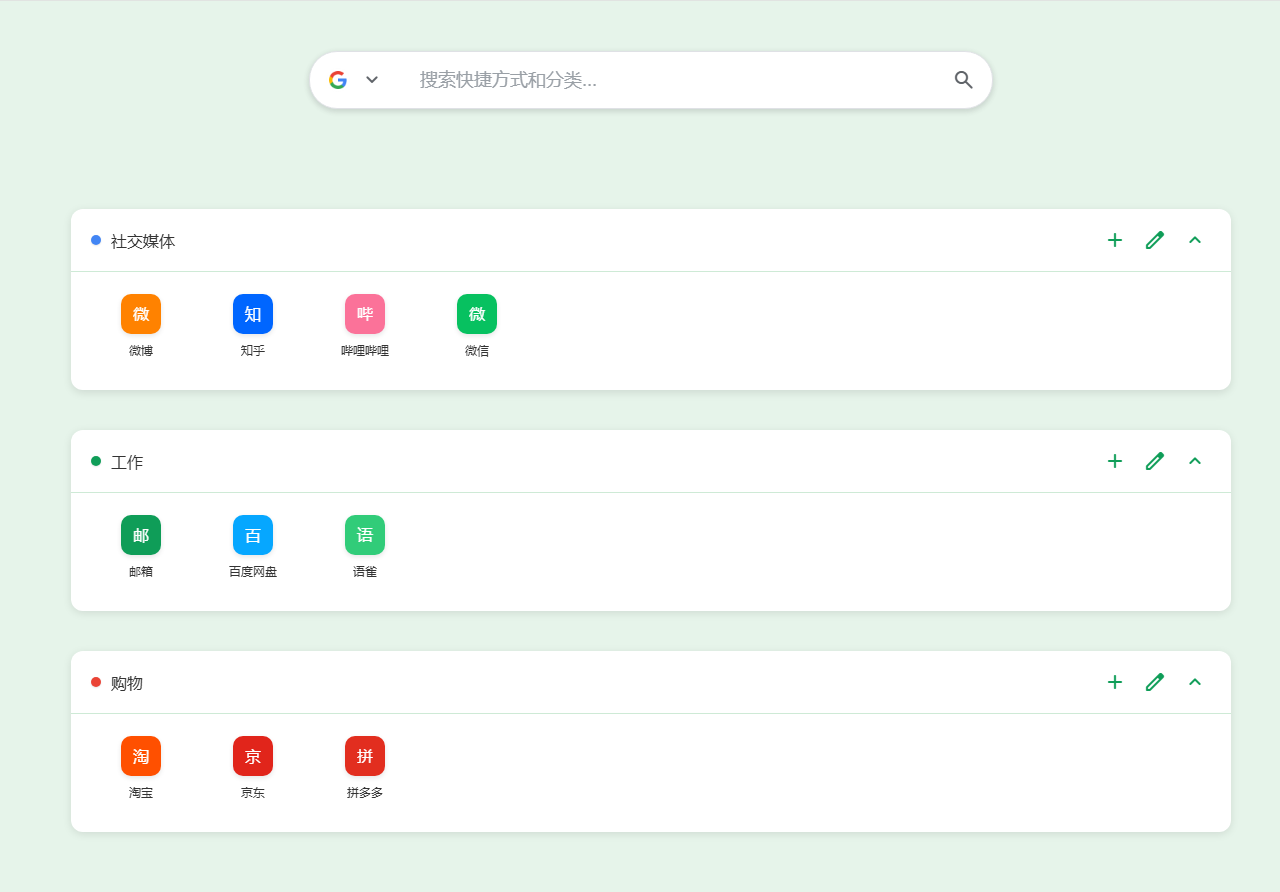 搜索快捷方式和分类...
社交媒体
微 知 哔 微
微博 知乎 哔哩哔哩 微信
工作
邮 百 语
邮箱 百度网盘 语雀
购物
淘 京 拼
淘宝 京东 拼多多